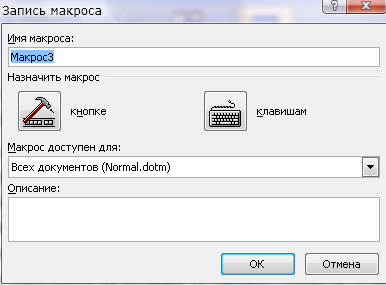 Запись макроса
Имя макроса:
Макрос3
Назначить макрос
кнопке
клавишам
Макрос доступен для:
Всех документов (Normal.dotm)
Описание:
ОК
Отмена